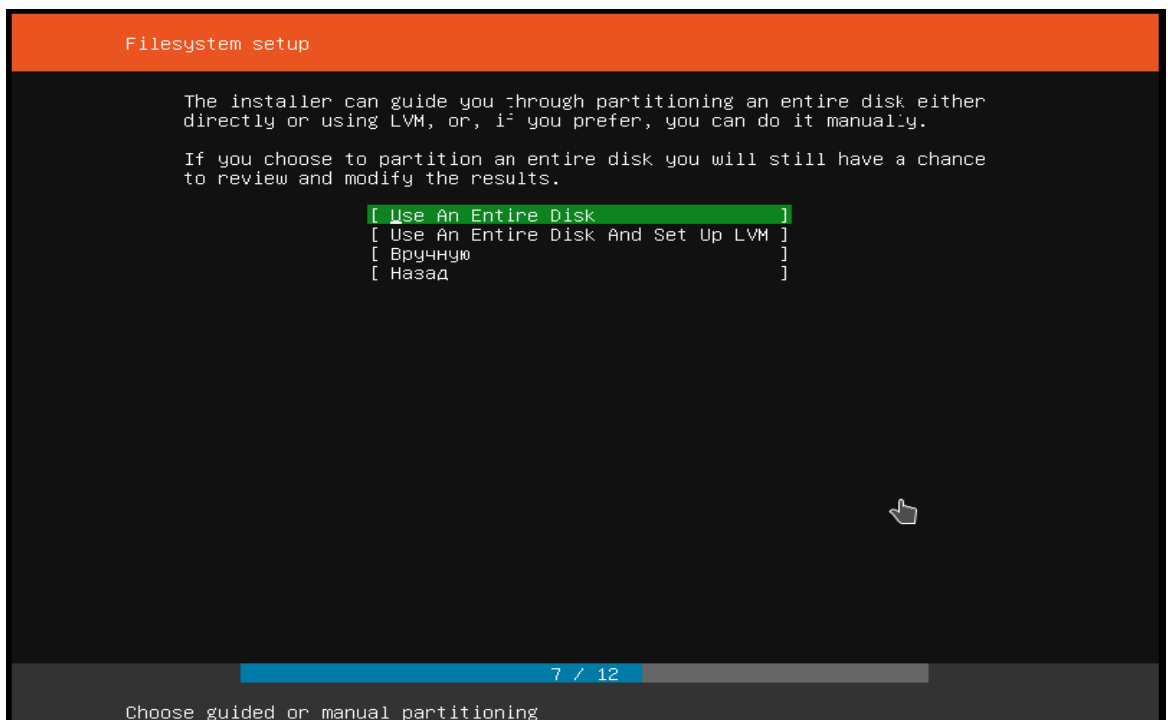 Filesystem setup
The installer can guide you through partitioning an entire disk either
directly or using LVM, or, if you prefer, you can do it manually.
If you choose to partition an entire disk you will still have a chance
to review and modify the results.
[ Use An Entire Disk ]
[ Use An Entire Disk And Set Up LVM ]
[ Вручную ]
[ Назад ]
7 / 12
Choose guided or manual partitioning